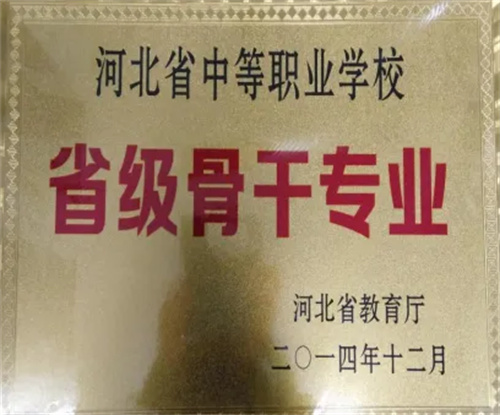 河北省中等职业学校
省级骨干专业
河北省教育厅
二〇一四年十二月